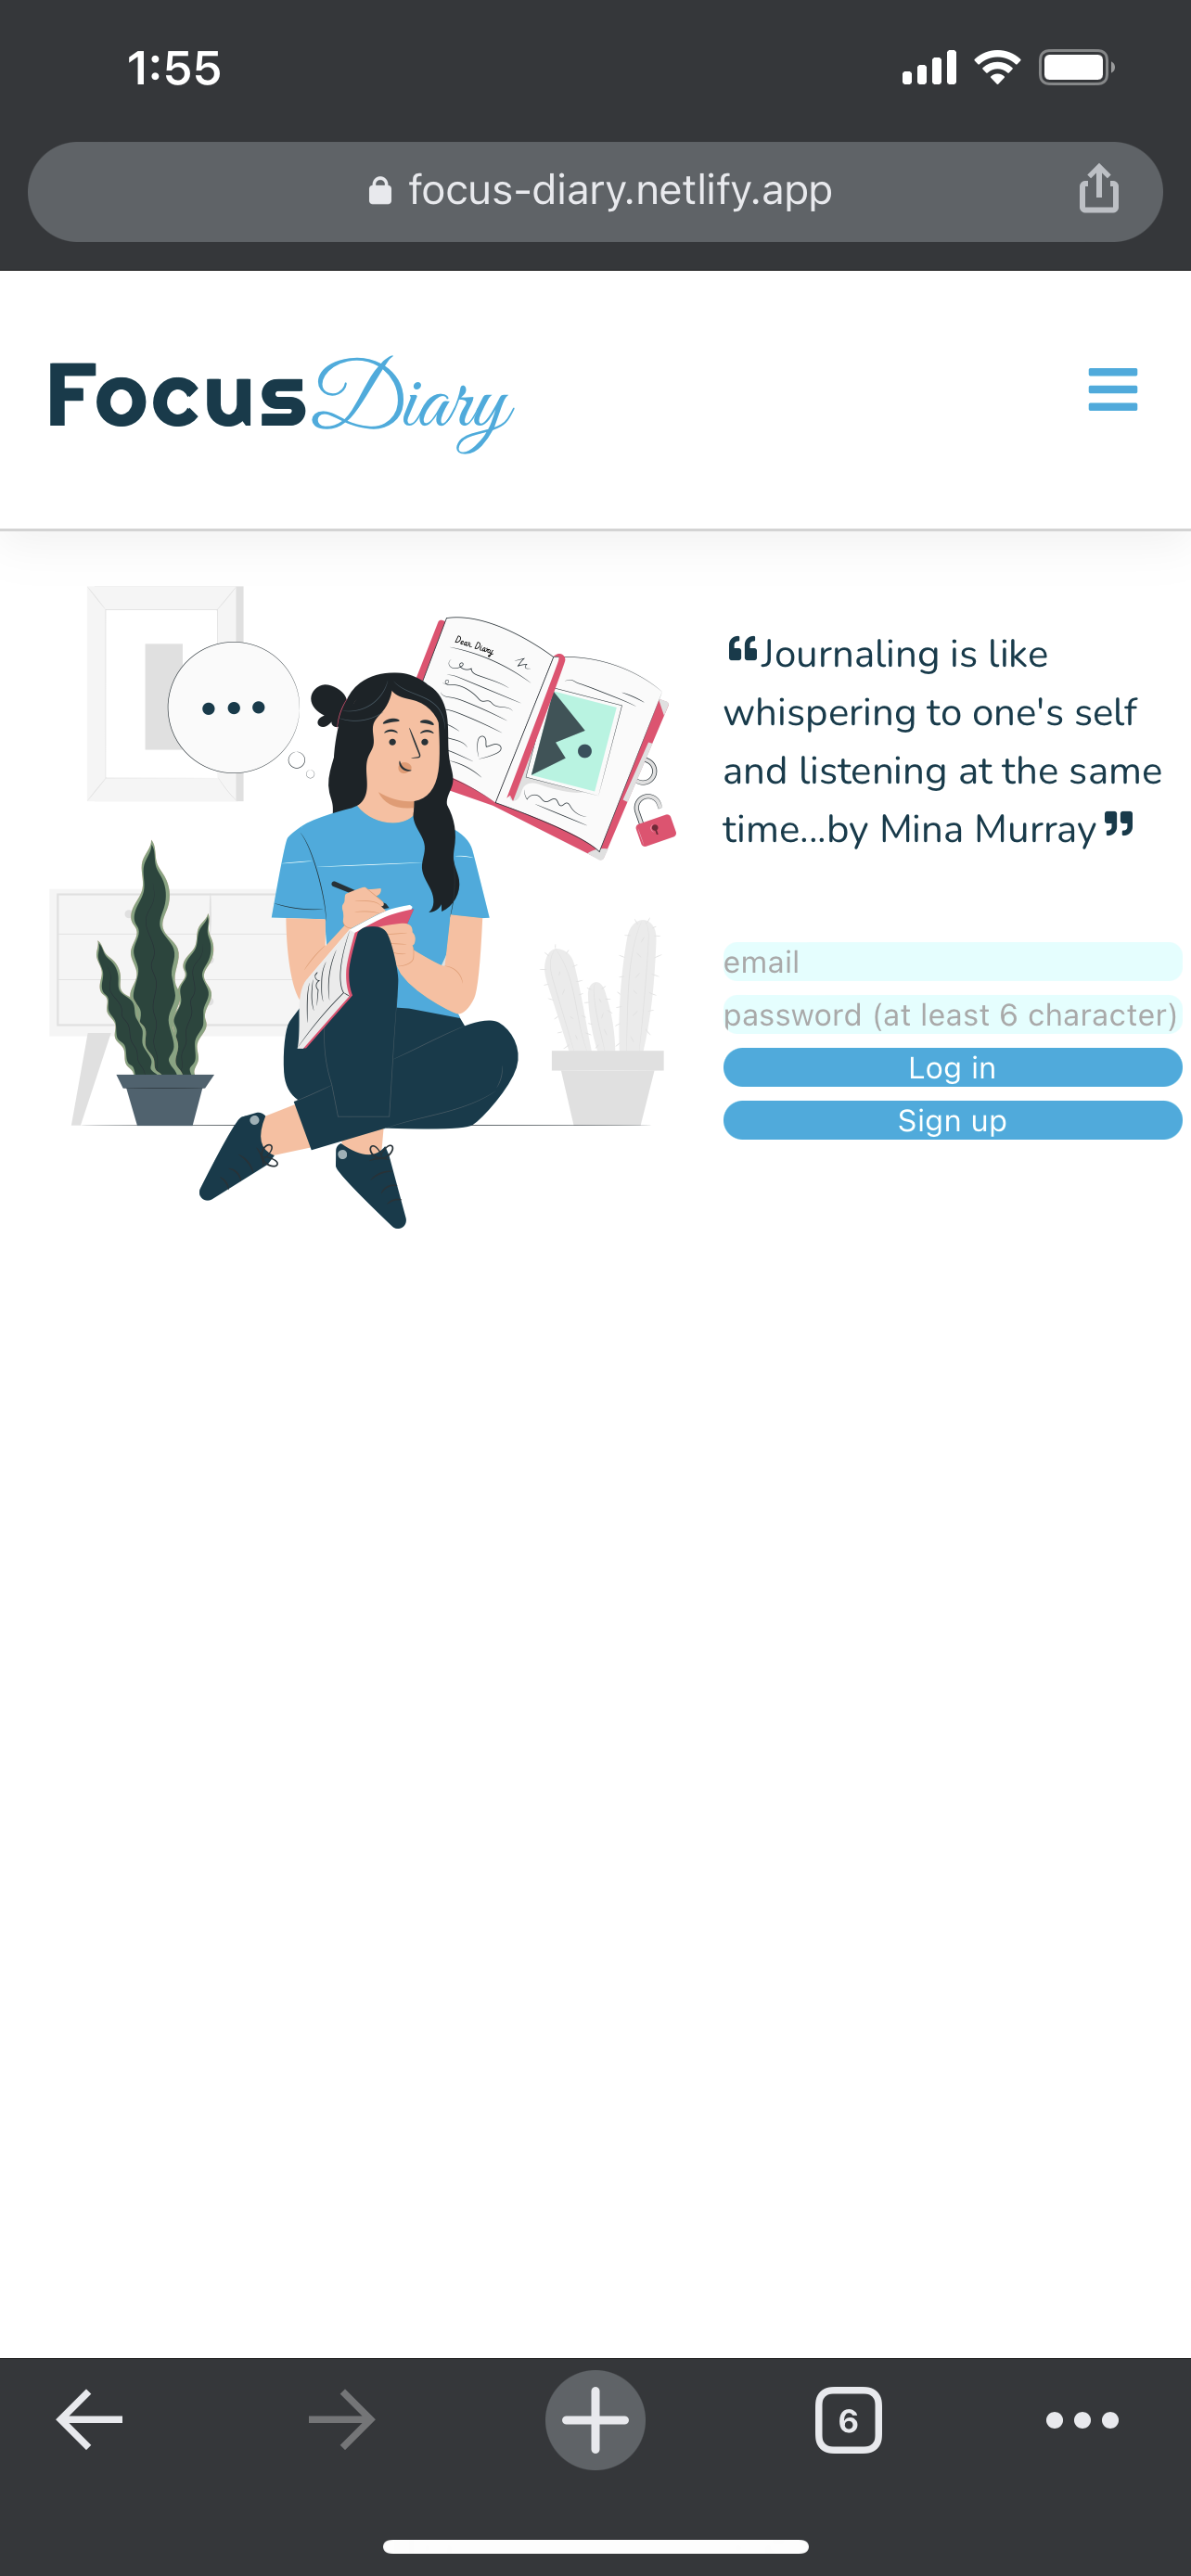 1:55
focus-diary.netlify.app
Focus Diary
Dear Diary
“Journaling is like
whispering to one's self
and listening at the same
time...by Mina Murray”
email
password (at least 6 character)
Log in
Sign up
6